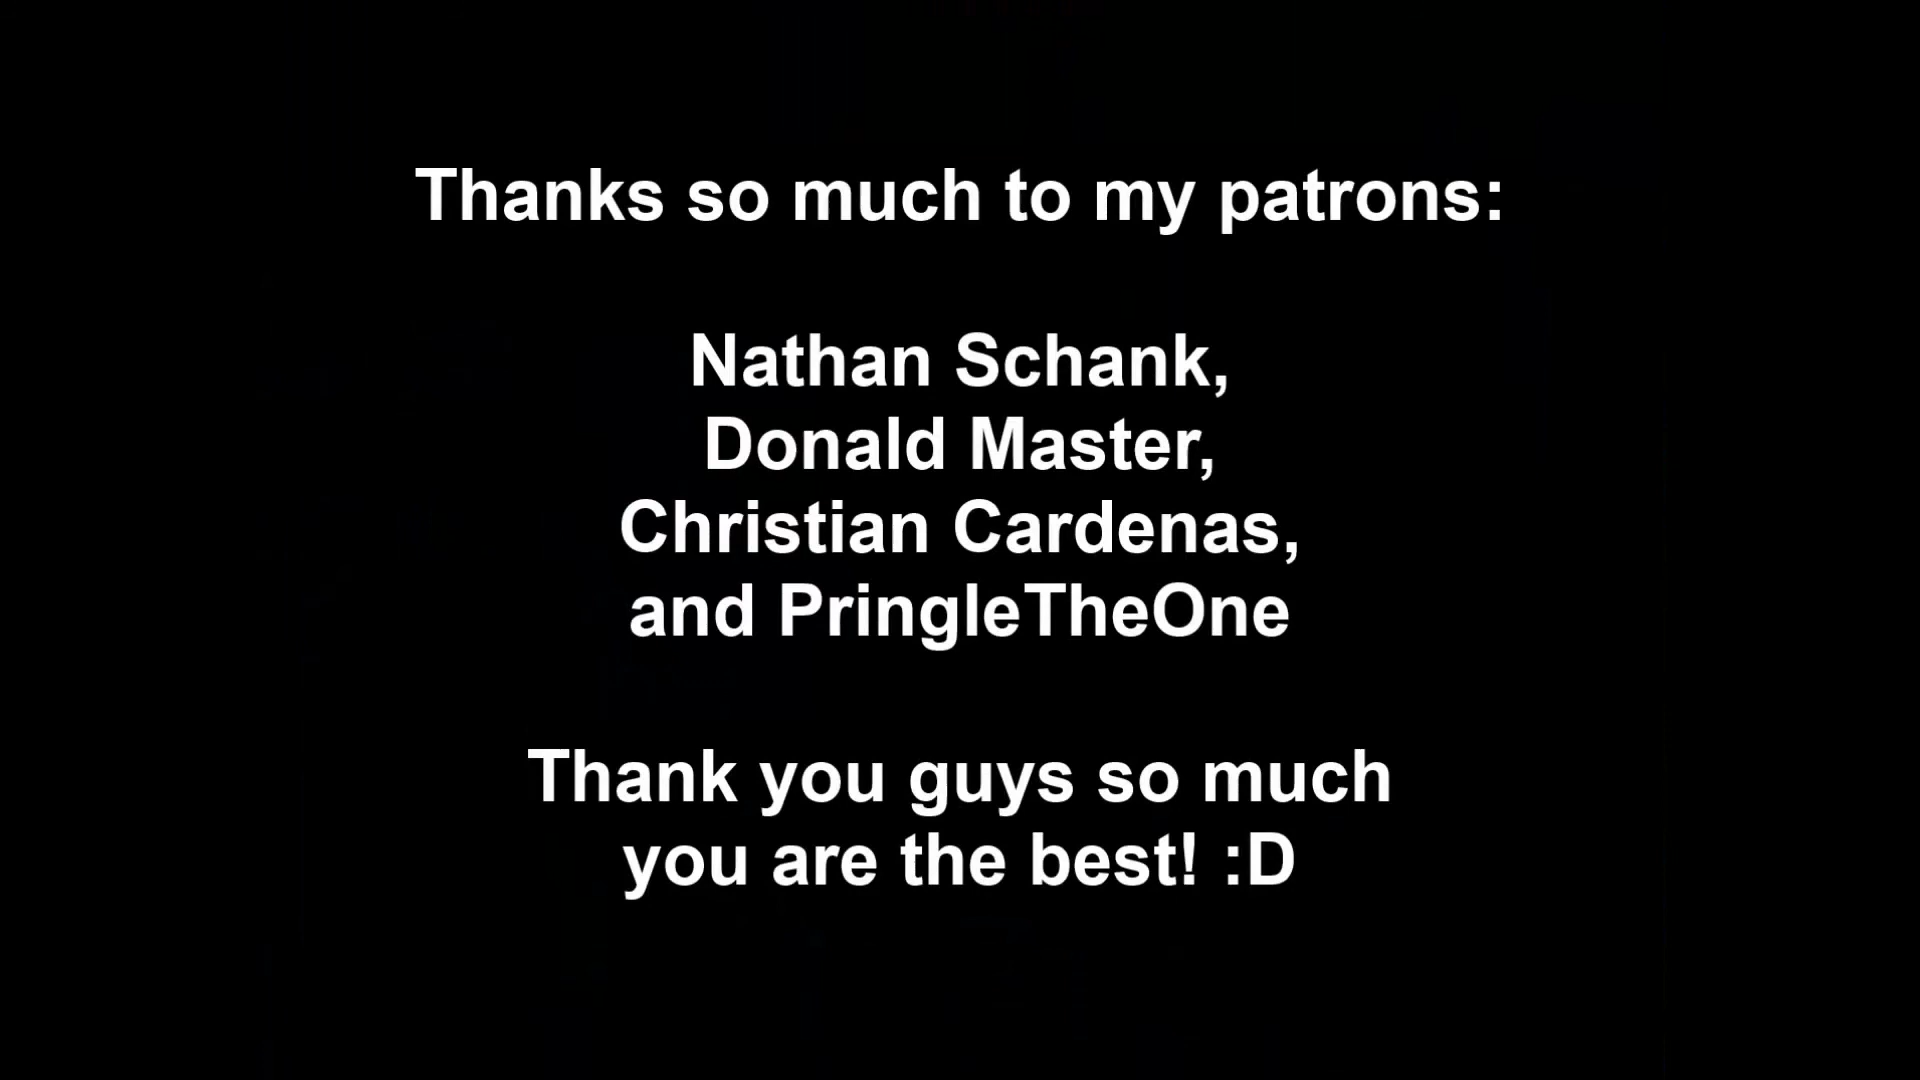 Thanks so much to my patrons:
Nathan Schank,
Donald Master,
Christian Cardenas,
and PringleTheOne
Thank you guys so much
you are the best! :D